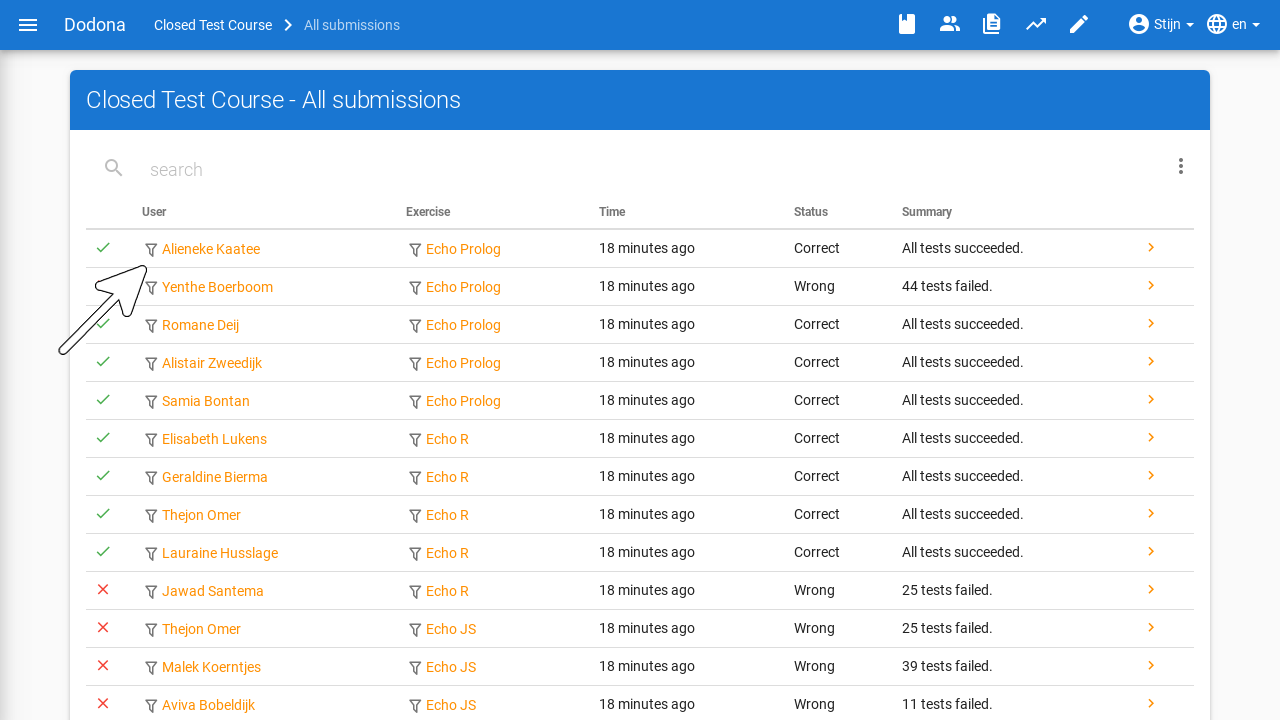 Dodona Closed Test Course All submissions Stijn en
Closed Test Course - All submissions
search
User Exercise Time Status Summary
Alieneke Kaatee Echo Prolog 18 minutes ago Correct All tests succeeded.
Yenthe Boerboom Echo Prolog 18 minutes ago Wrong 44 tests failed.
Romane Deij Echo Prolog 18 minutes ago Correct All tests succeeded.
Alistair Zweedijk Echo Prolog 18 minutes ago Correct All tests succeeded.
Samia Bontan Echo Prolog 18 minutes ago Correct All tests succeeded.
Elisabeth Lukens Echo R 18 minutes ago Correct All tests succeeded.
Geraldine Bierma Echo R 18 minutes ago Correct All tests succeeded.
Thejon Omer Echo R 18 minutes ago Correct All tests succeeded.
Lauraine Husslage Echo R 18 minutes ago Correct All tests succeeded.
Jawad Santema Echo R 18 minutes ago Wrong 25 tests failed.
Thejon Omer Echo JS 18 minutes ago Wrong 25 tests failed.
Malek Koerntjes Echo JS 18 minutes ago Wrong 39 tests failed.
Aviva Bobeldijk Echo JS 18 minutes ago Wrong 11 tests failed.